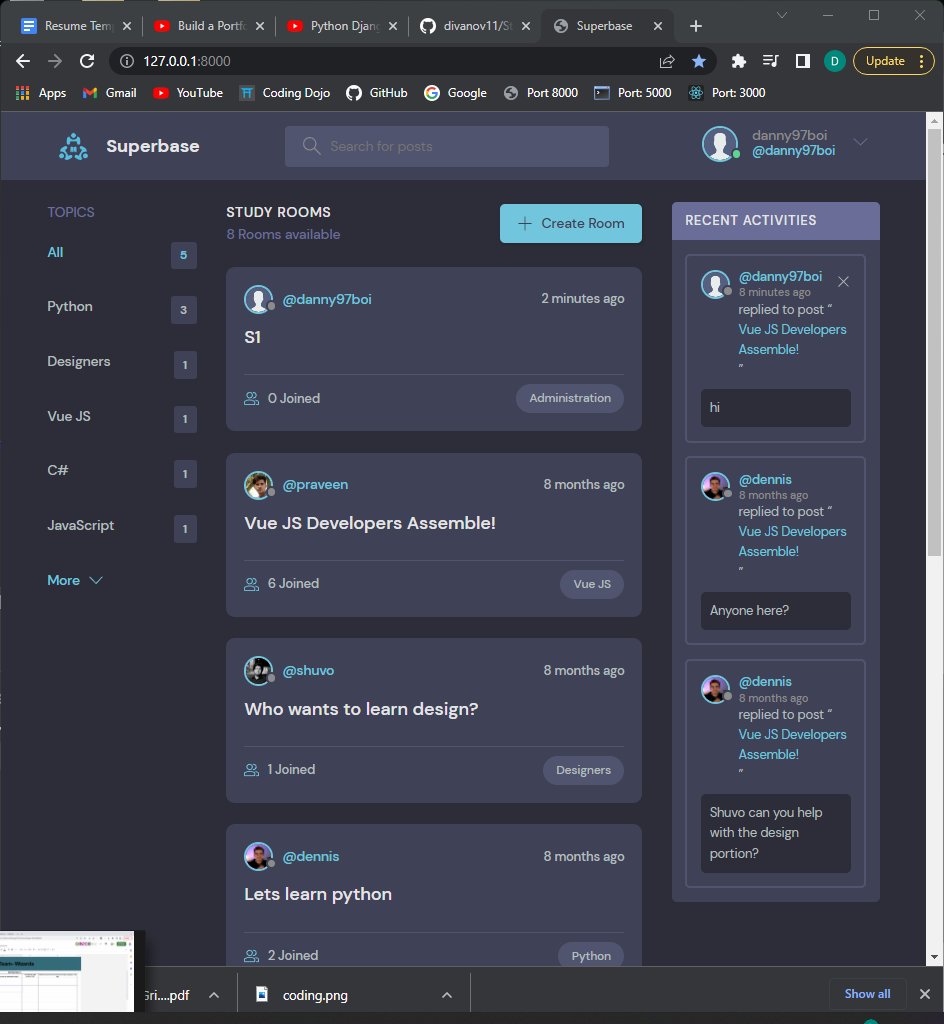 Resume Tem
Build a Portfo
Python Djan
divanov11/St
Superbase
127.0.0.1:8000
Update
Apps
Gmail
YouTube
Coding Dojo
GitHub
Google
Port 8000
Port: 5000
Port: 3000
D
Superbase
Search for posts
danny97boi
@danny97boi
TOPICS
All
5
Python
3
Designers
1
Vue JS
1
C#
1
JavaScript
1
More
STUDY ROOMS
8 Rooms available
Create Room
@danny97boi
2 minutes ago
S1
0 Joined
Administration
@praveen
8 months ago
Vue JS Developers Assemble!
6 Joined
Vue JS
@shuvo
8 months ago
Who wants to learn design?
1 Joined
Designers
@dennis
8 months ago
Lets learn python
2 Joined
Python
RECENT ACTIVITIES
@danny97boi
8 minutes ago
replied to post “
Vue JS Developers
Assemble!
”
hi
@dennis
8 months ago
replied to post “
Vue JS Developers
Assemble!
”
Anyone here?
@dennis
8 months ago
replied to post “
Vue JS Developers
Assemble!
”
Shuvo can you help
with the design
portion?
Gri....pdf
coding.png
Show all